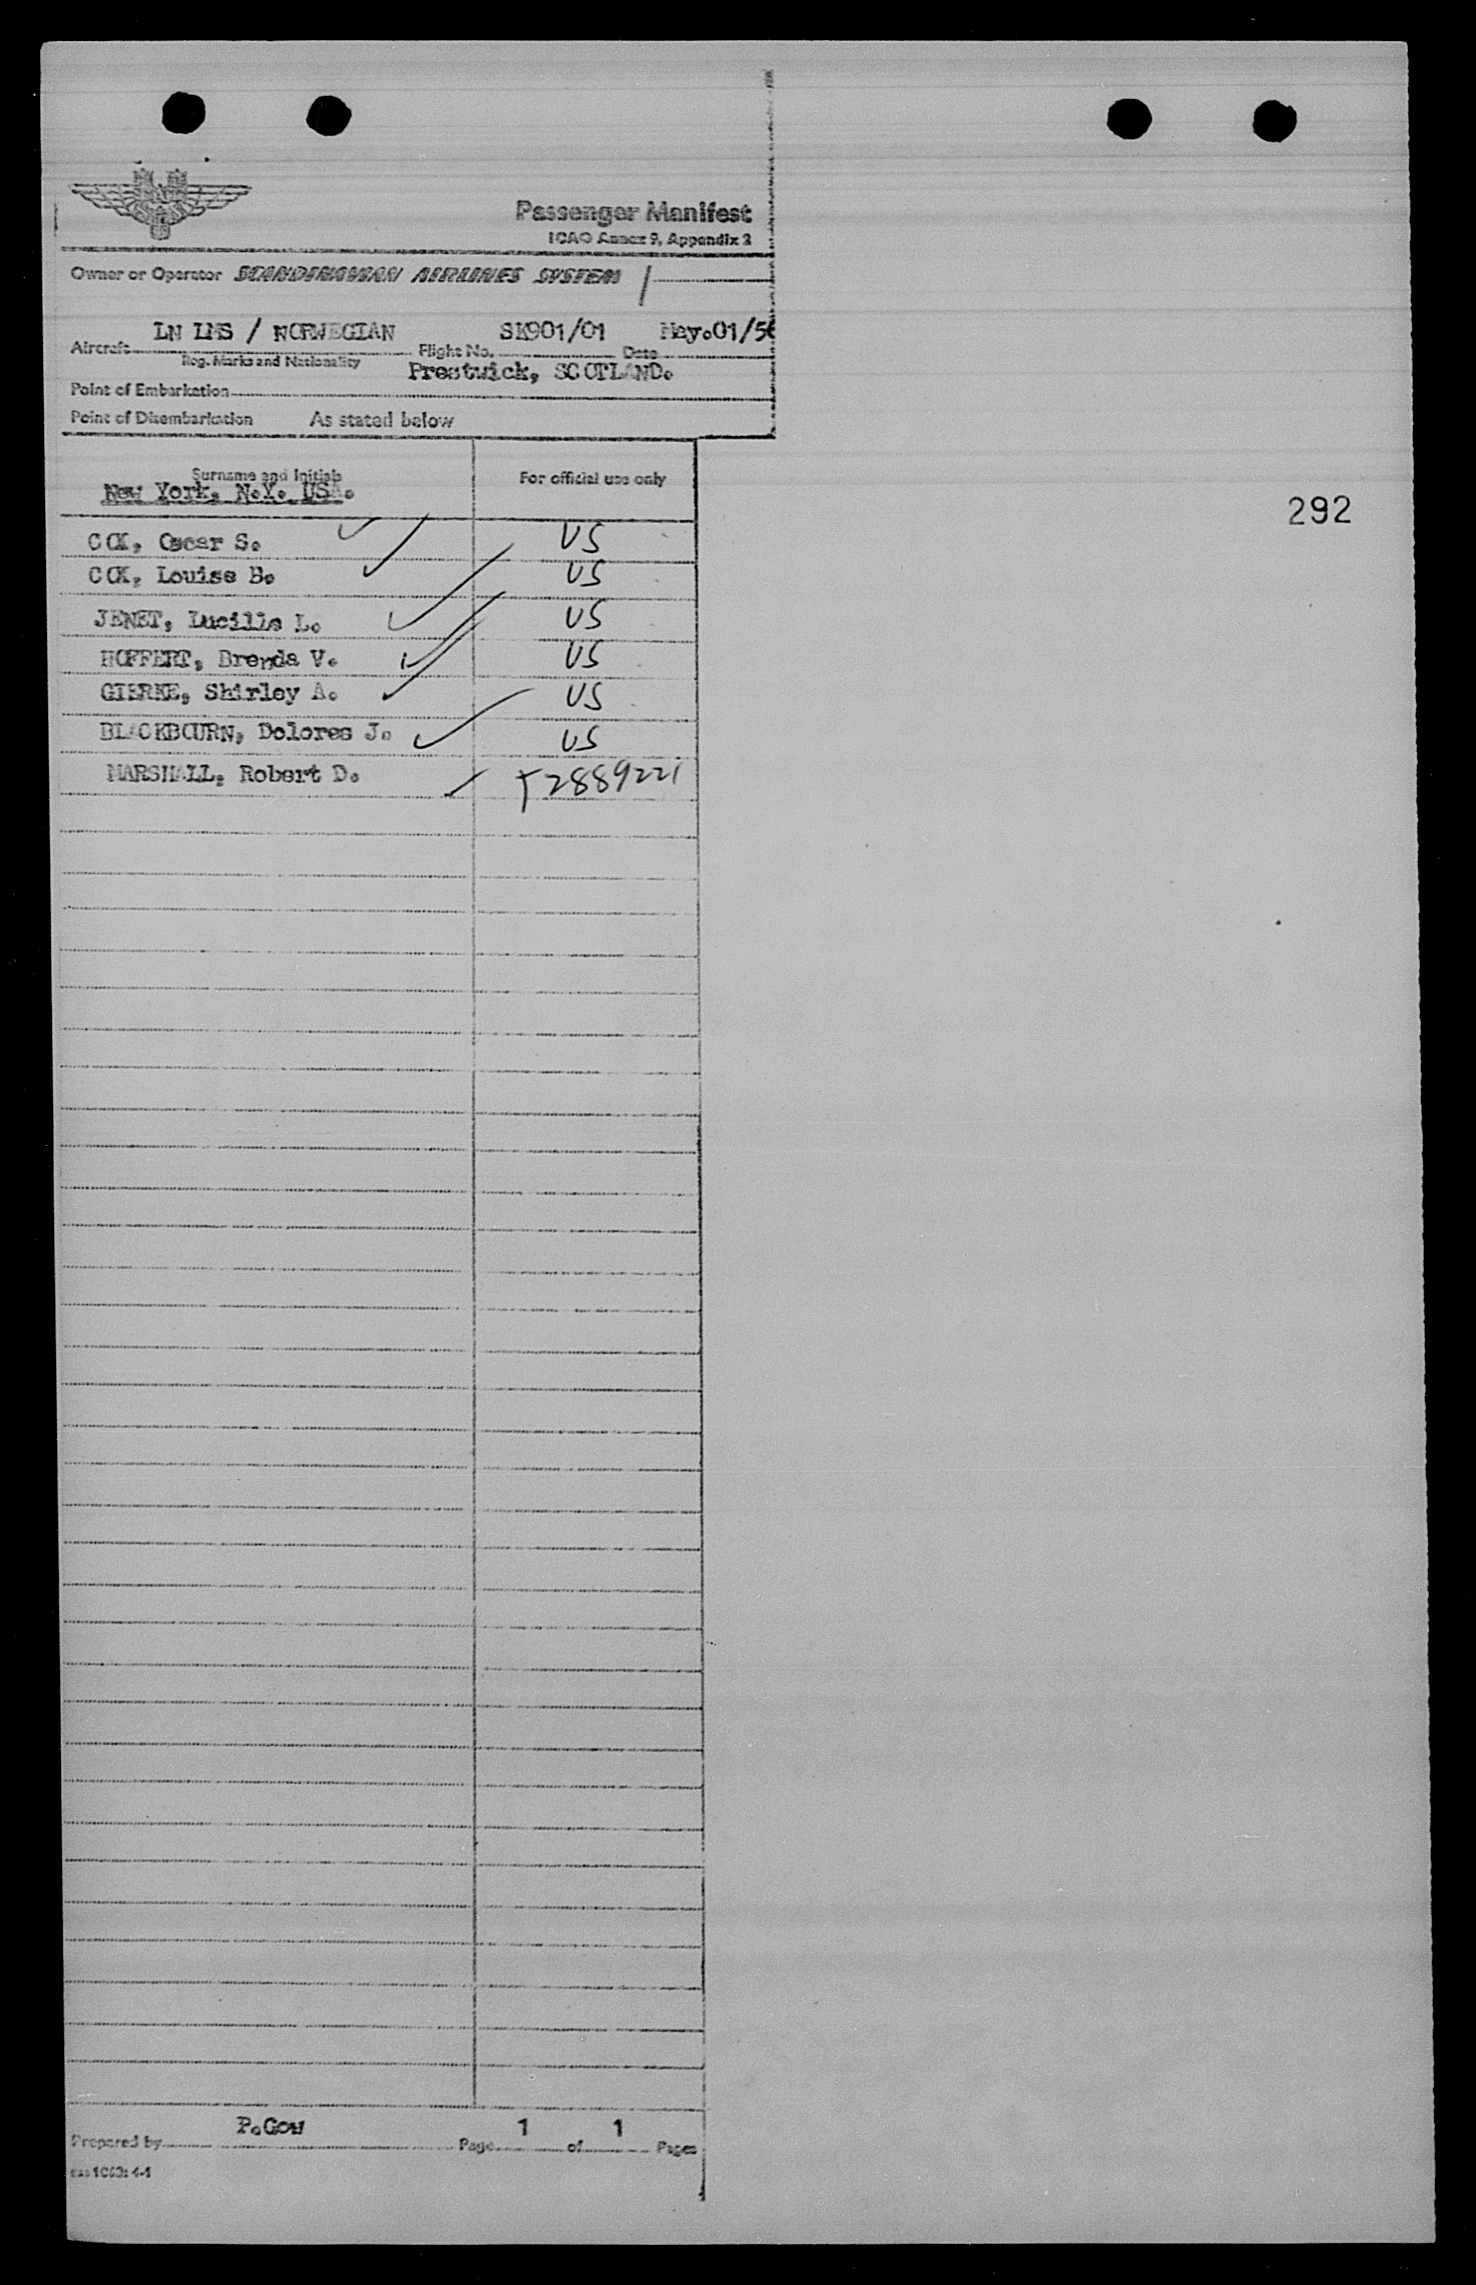 Passenger Manifest
ICAO Annex 9, Appendix 2
Owner or Operator SCANDINAVIAN AIRLINES SYSTEM
LN LMS / NORWEGIAN SK901/01 May.01/56
Aircraft Flight No. Date
Reg. Marks and Nationality
Prestwick, SCOTLAND.
Point of Embarkation
Point of Disembarkation As stated below
Surname and Initials For official use only
New York, N.Y. USA.
292
COX, Oscar S. US
COX, Louise B. US
JENET, Lucille L. US
HOFFERT, Brenda V. US
GIERKE, Shirley A. US
BLACKBOURN, Dolores J. US
MARSHALL, Robert D. 2889221
P.Gow 1 1
Prepared by Page of Pages